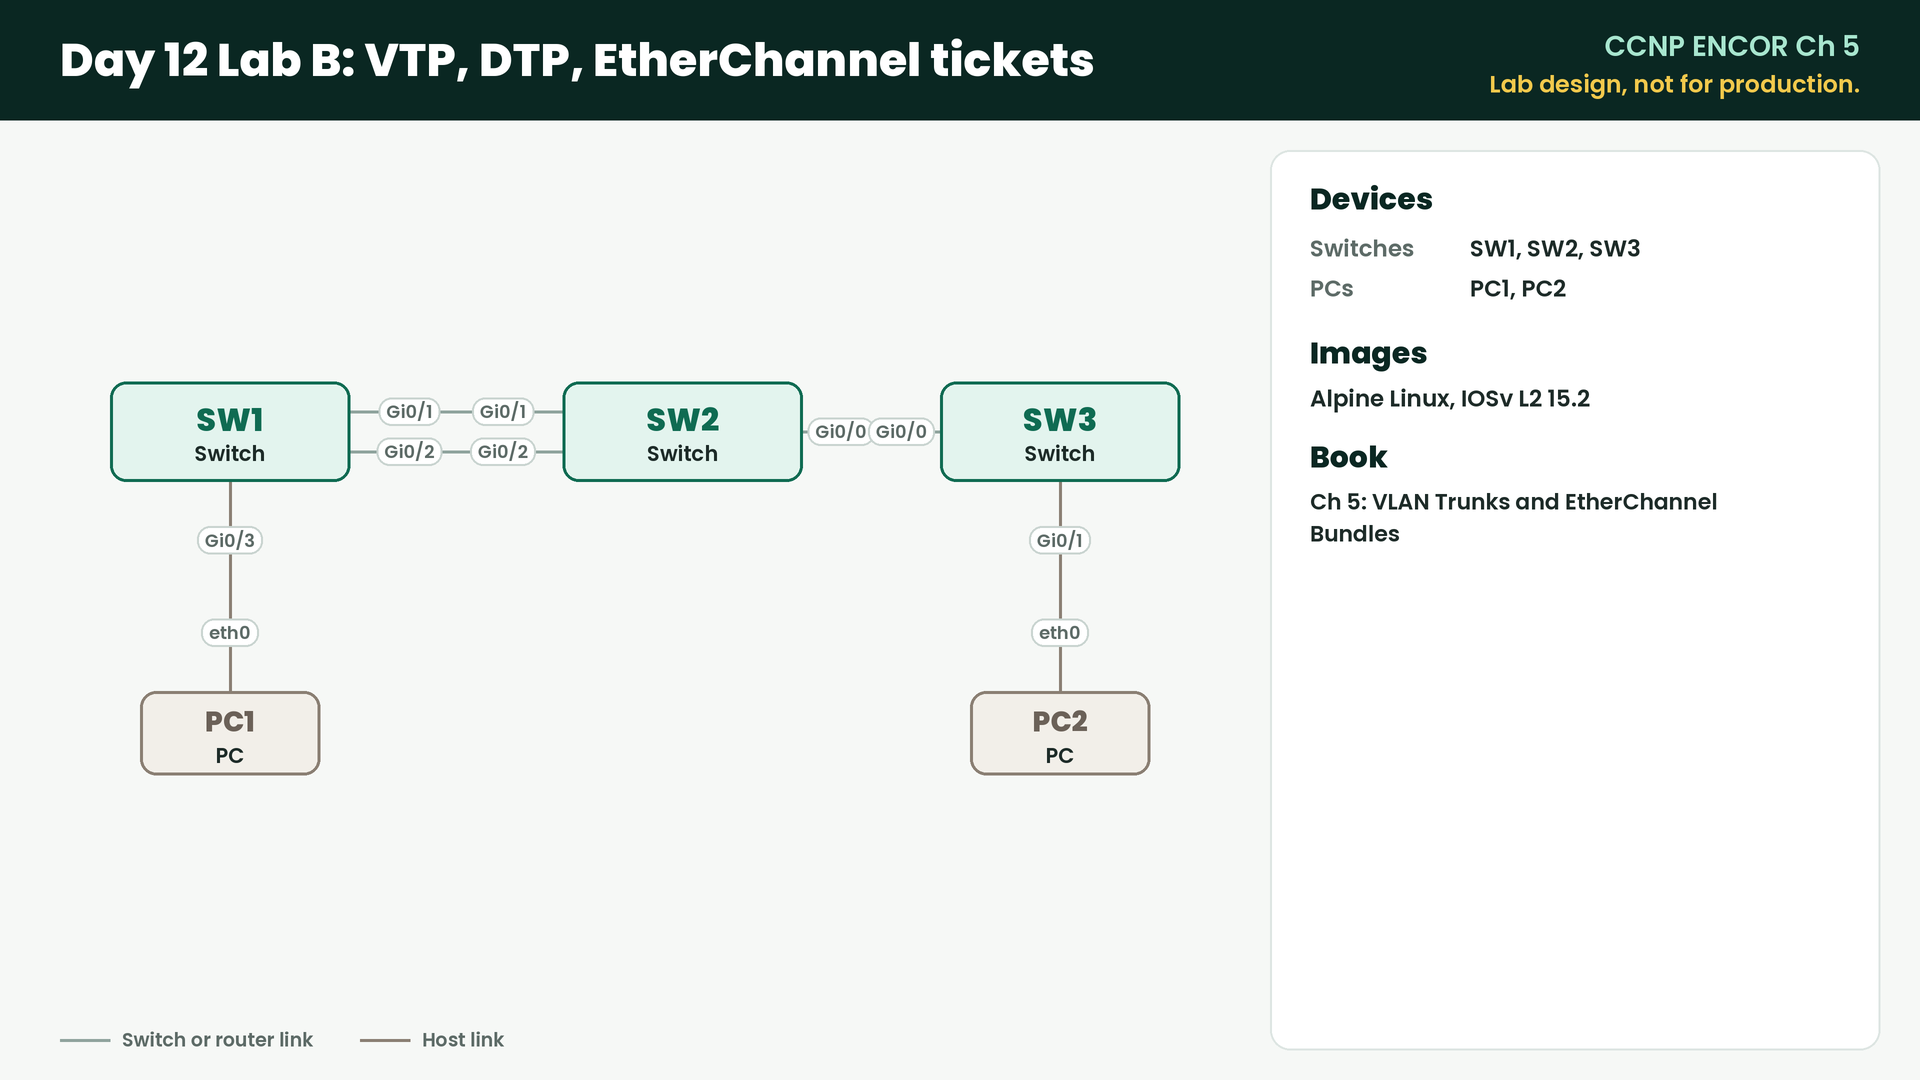 Day 12 Lab B: VTP, DTP, EtherChannel tickets
CCNP ENCOR Ch 5
Lab design, not for production.
Devices
Switches SW1, SW2, SW3
PCs PC1, PC2
Images
Alpine Linux, IOSv L2 15.2
Book
Ch 5: VLAN Trunks and EtherChannel
Bundles
SW1
Switch
Gi0/1
Gi0/1
Gi0/2
Gi0/2
SW2
Switch
Gi0/0
Gi0/0
SW3
Switch
Gi0/3
Gi0/1
eth0
eth0
PC1
PC
PC2
PC
Switch or router link
Host link